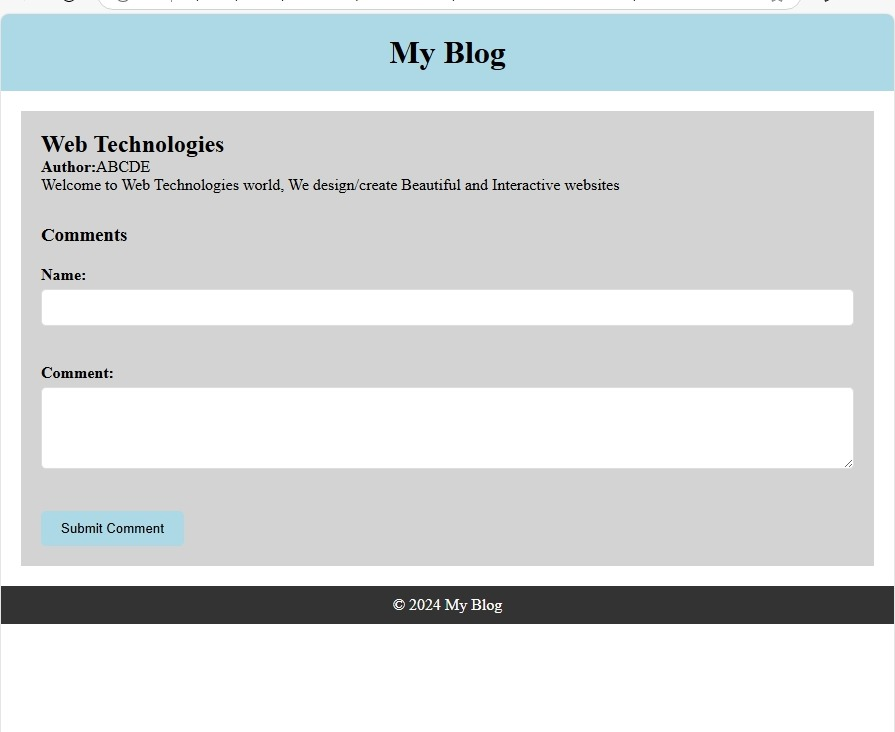 My Blog
Web Technologies
Author:ABCDE
Welcome to Web Technologies world, We design/create Beautiful and Interactive websites
Comments
Name:
Comment:
Submit Comment
© 2024 My Blog